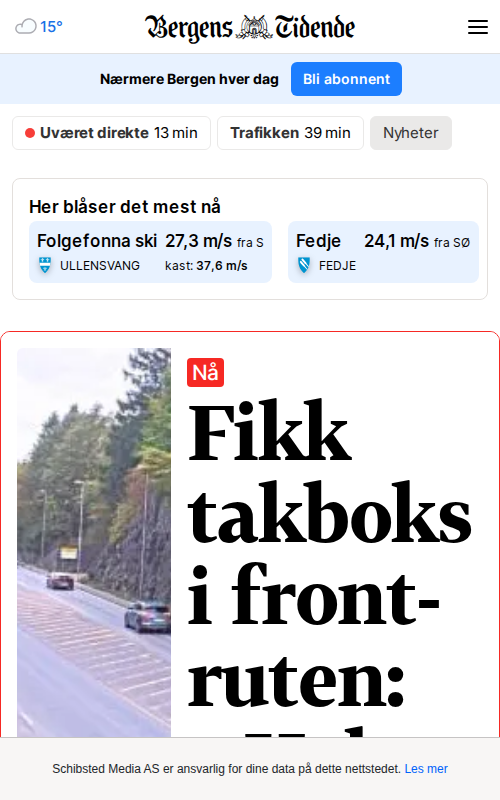 15°
Bergens Tidende
Nærmere Bergen hver dag
Bli abonnent
Uværet direkte 13 min
Trafikken 39 min
Nyheter
Her blåser det mest nå
Folgefonna ski 27,3 m/s fra S
ULLENSVANG kast: 37,6 m/s
Fedje 24,1 m/s fra SØ
FEDJE
Nå
Fikk
takboks
i front-
ruten:
Schibsted Media AS er ansvarlig for dine data på dette nettstedet. Les mer